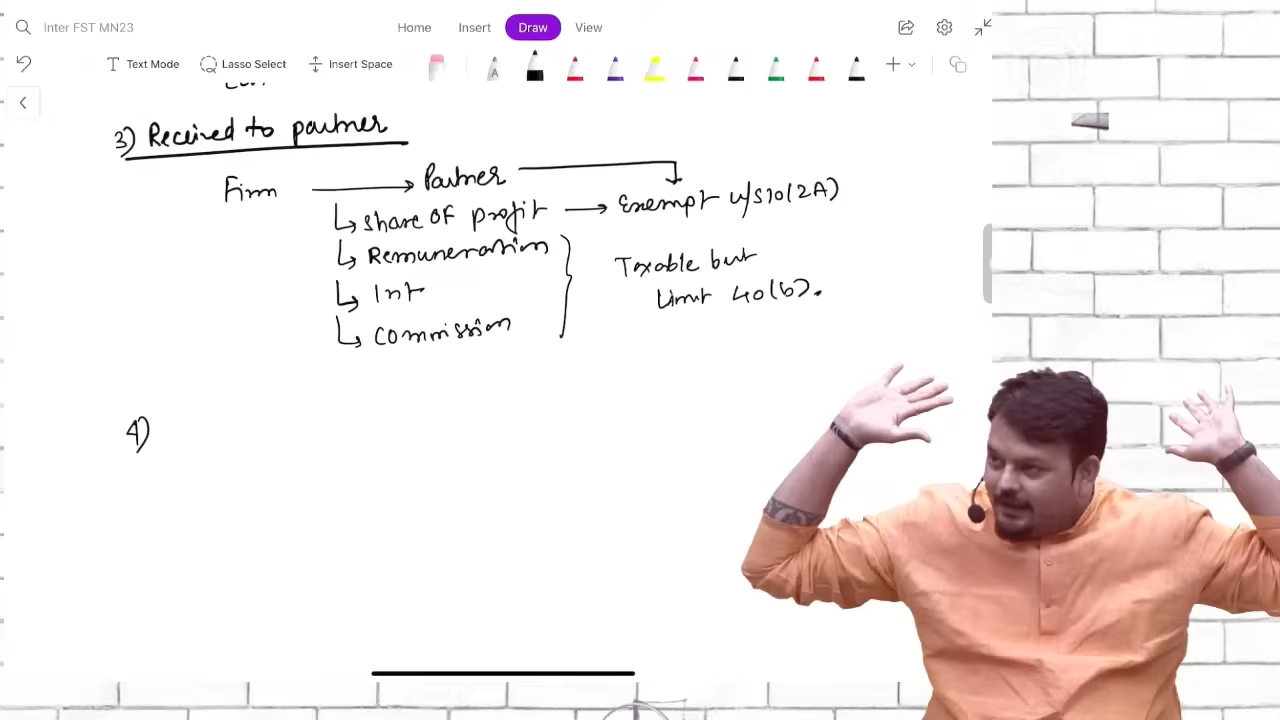 Inter FST MN23
Home Insert Draw View
Text Mode Lasso Select Insert Space
3) Received to partner
Firm → Partner
↳ Share of profit → Exempt u/s 10(2A)
↳ Remuneration
↳ Int
↳ Commission
Taxable but
Limit 40(b).
4)